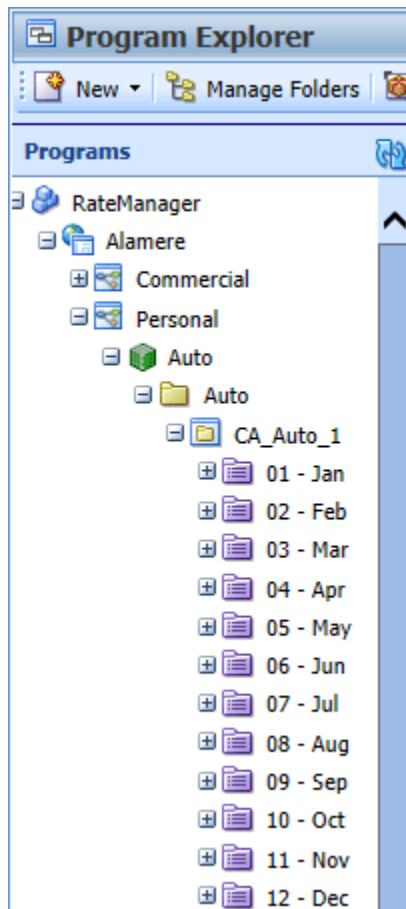 Program Explorer
New Manage Folders
Programs
RateManager
Alamere
Commercial
Personal
Auto
Auto
CA_Auto_1
01 - Jan
02 - Feb
03 - Mar
04 - Apr
05 - May
06 - Jun
07 - Jul
08 - Aug
09 - Sep
10 - Oct
11 - Nov
12 - Dec